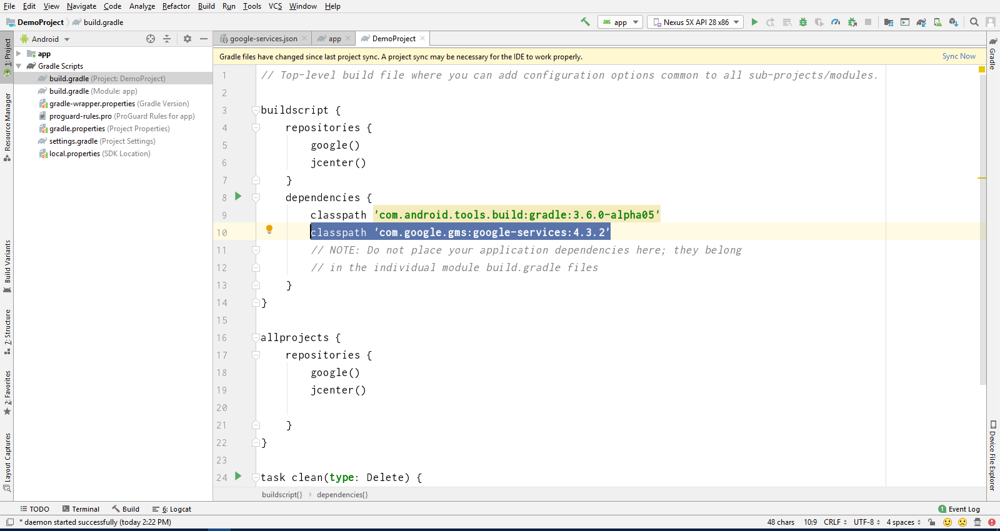 File Edit View Navigate Code Analyze Refactor Build Run Tools VCS Window Help
DemoProject build.gradle app Nexus 5X API 28 x86
Android
google-services.json app DemoProject
Gradle files have changed since last project sync. A project sync may be necessary for the IDE to work properly. Sync Now
1: Project
Resource Manager
Build Variants
7: Structure
2: Favorites
Layout Captures
app
Gradle Scripts
build.gradle (Project: DemoProject)
build.gradle (Module: app)
gradle-wrapper.properties (Gradle Version)
proguard-rules.pro (ProGuard Rules for app)
gradle.properties (Project Properties)
settings.gradle (Project Settings)
local.properties (SDK Location)
1 // Top-level build file where you can add configuration options common to all sub-projects/modules.
2
3 buildscript {
4 repositories {
5 google()
6 jcenter()
7 }
8 dependencies {
9 classpath 'com.android.tools.build:gradle:3.6.0-alpha05'
10 classpath 'com.google.gms:google-services:4.3.2'
11 // NOTE: Do not place your application dependencies here; they belong
12 // in the individual module build.gradle files
13 }
14 }
15
16 allprojects {
17 repositories {
18 google()
19 jcenter()
20
21 }
22 }
23
24 task clean(type: Delete) {
buildscript{} dependencies{}
Gradle
Device File Explorer
TODO Terminal Build 6: Logcat 1 Event Log
* daemon started successfully (today 2:22 PM) 48 chars 10:9 CRLF UTF-8 4 spaces